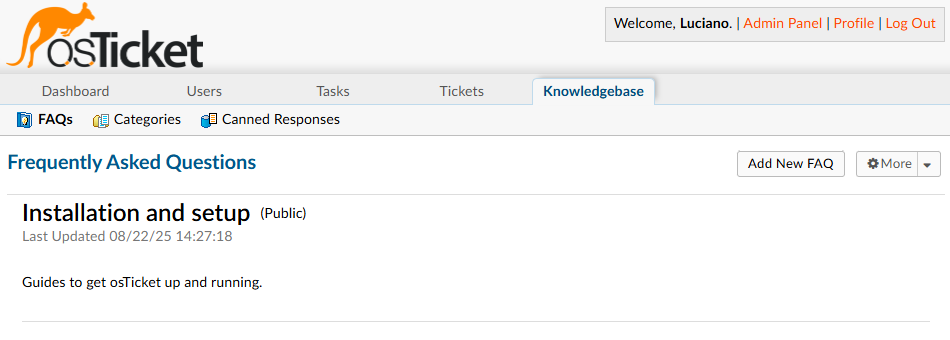 osTicket
Welcome, Luciano. | Admin Panel | Profile | Log Out
Dashboard Users Tasks Tickets Knowledgebase
FAQs Categories Canned Responses
Frequently Asked Questions Add New FAQ More
Installation and setup (Public)
Last Updated 08/22/25 14:27:18
Guides to get osTicket up and running.